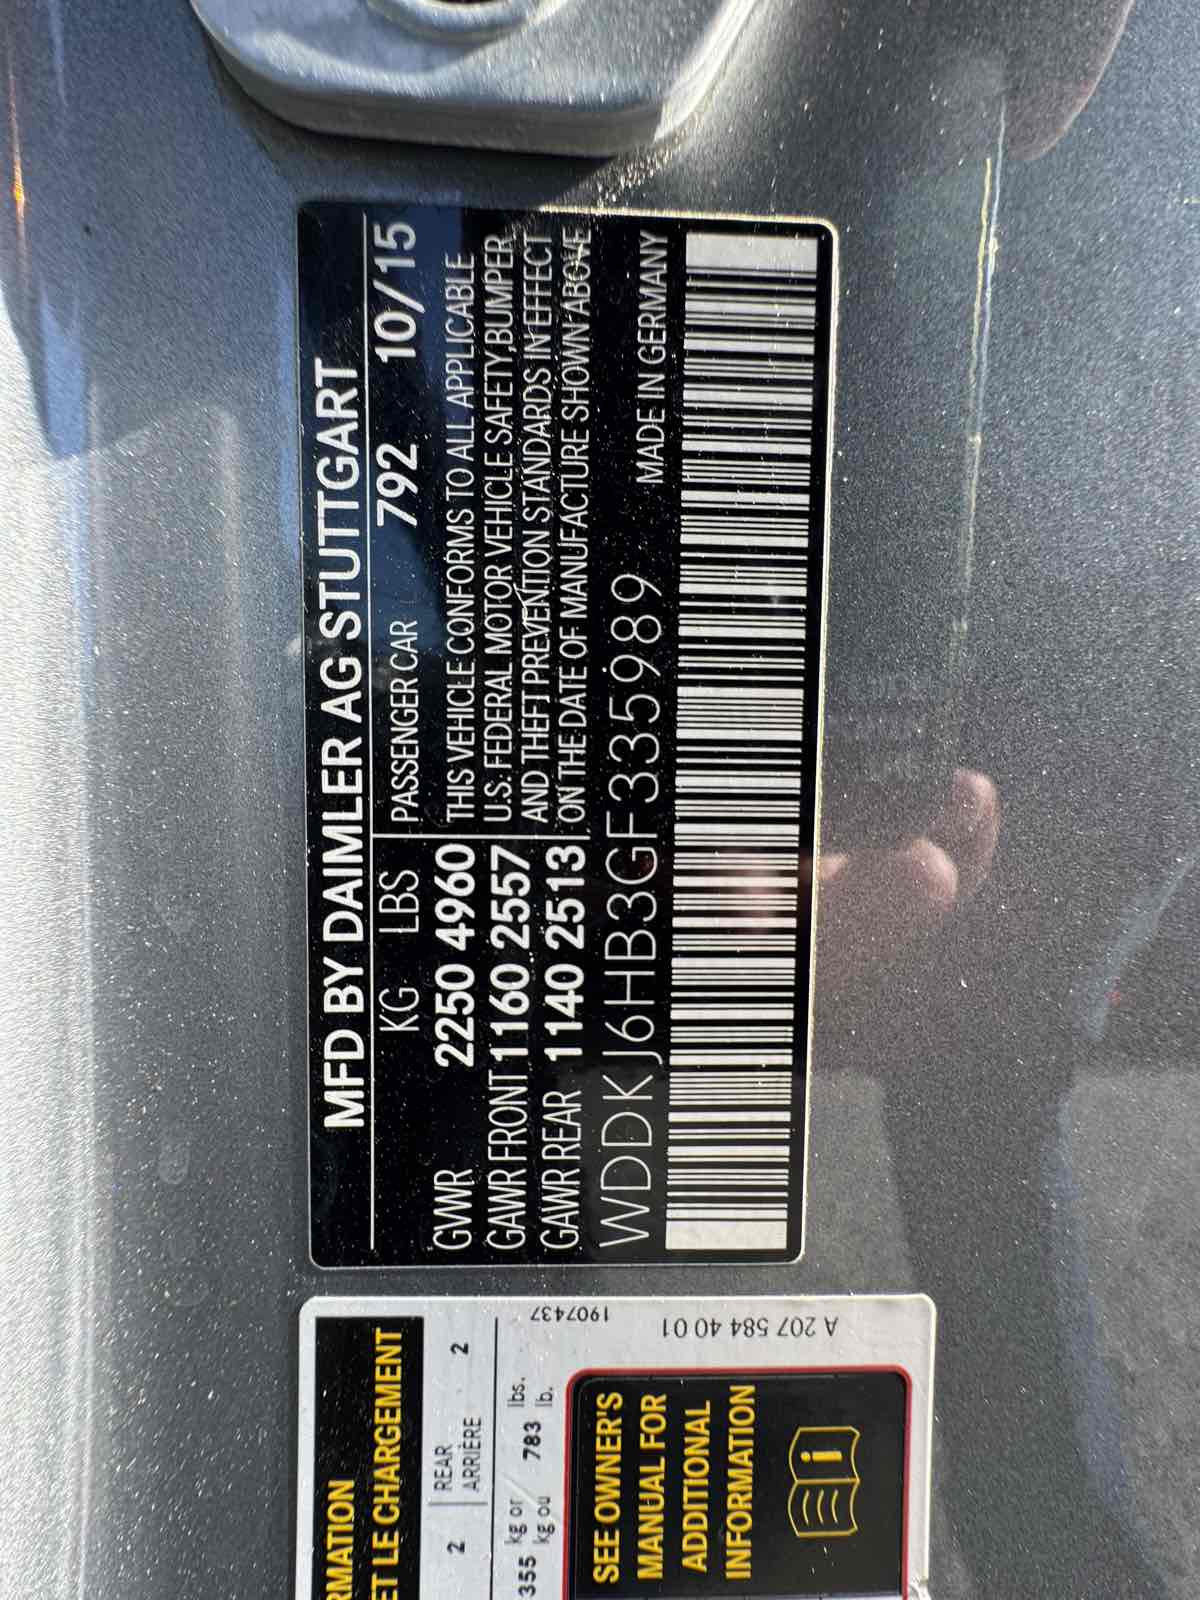 MFD BY DAIMLER AG STUTTGART
KG LBS
GWWR 2250 4960
GAWR FRONT 1160 2557
GAWR REAR 1140 2513
PASSENGER CAR 792 10/15
THIS VEHICLE CONFORMS TO ALL APPLICABLE
U.S. FEDERAL MOTOR VEHICLE SAFETY, BUMPER,
AND THEFT PREVENTION STANDARDS IN EFFECT
ON THE DATE OF MANUFACTURE SHOWN ABOVE
WDDKJ6HB3GF335989 MADE IN GERMANY
RMATION
ET LE CHARGEMENT
2 REAR 2
ARRIÈRE
355 kg or 783 lbs.
kg ou lb.
SEE OWNER'S
MANUAL FOR
ADDITIONAL
INFORMATION
1907437
A 207 584 40 01